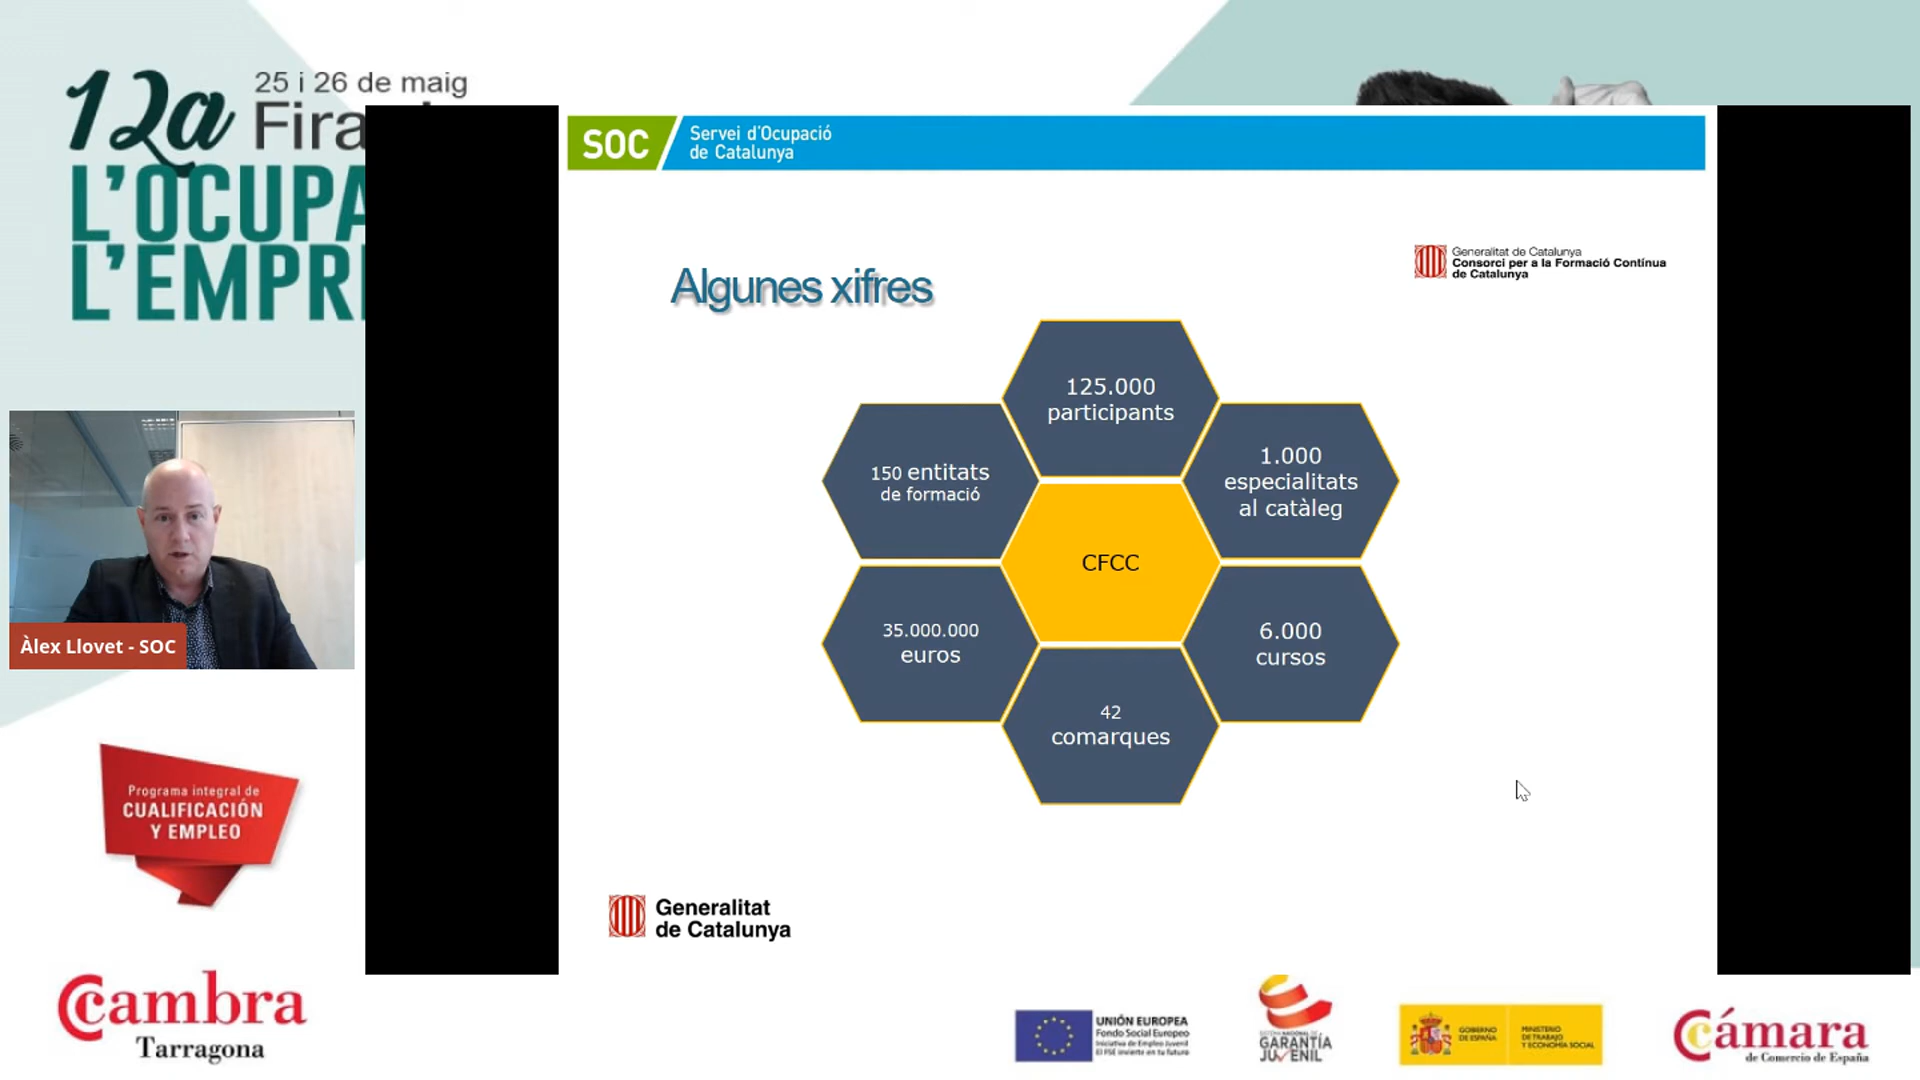 12a
25 i 26 de maig
Fira
L'OCUPA
L'EMPR
SOC
Servei d'Ocupació
de Catalunya
Generalitat de Catalunya
Consorci per a la Formació Contínua
de Catalunya
Algunes xifres
125.000
participants
150 entitats
de formació
1.000
especialitats
al catàleg
CFCC
35.000.000
euros
6.000
cursos
42
comarques
Àlex Llovet - SOC
Programa integral de
CUALIFICACIÓN
Y EMPLEO
Generalitat
de Catalunya
Cambra
Tarragona
UNIÓN EUROPEA
Fondo Social Europeo
Iniciativa de Empleo Juvenil
El FSE invierte en tu futuro
SISTEMA NACIONAL DE
GARANTÍA
JUVENIL
GOBIERNO
DE ESPAÑA
MINISTERIO
DE TRABAJO
Y ECONOMÍA SOCIAL
Cámara
de Comercio de España